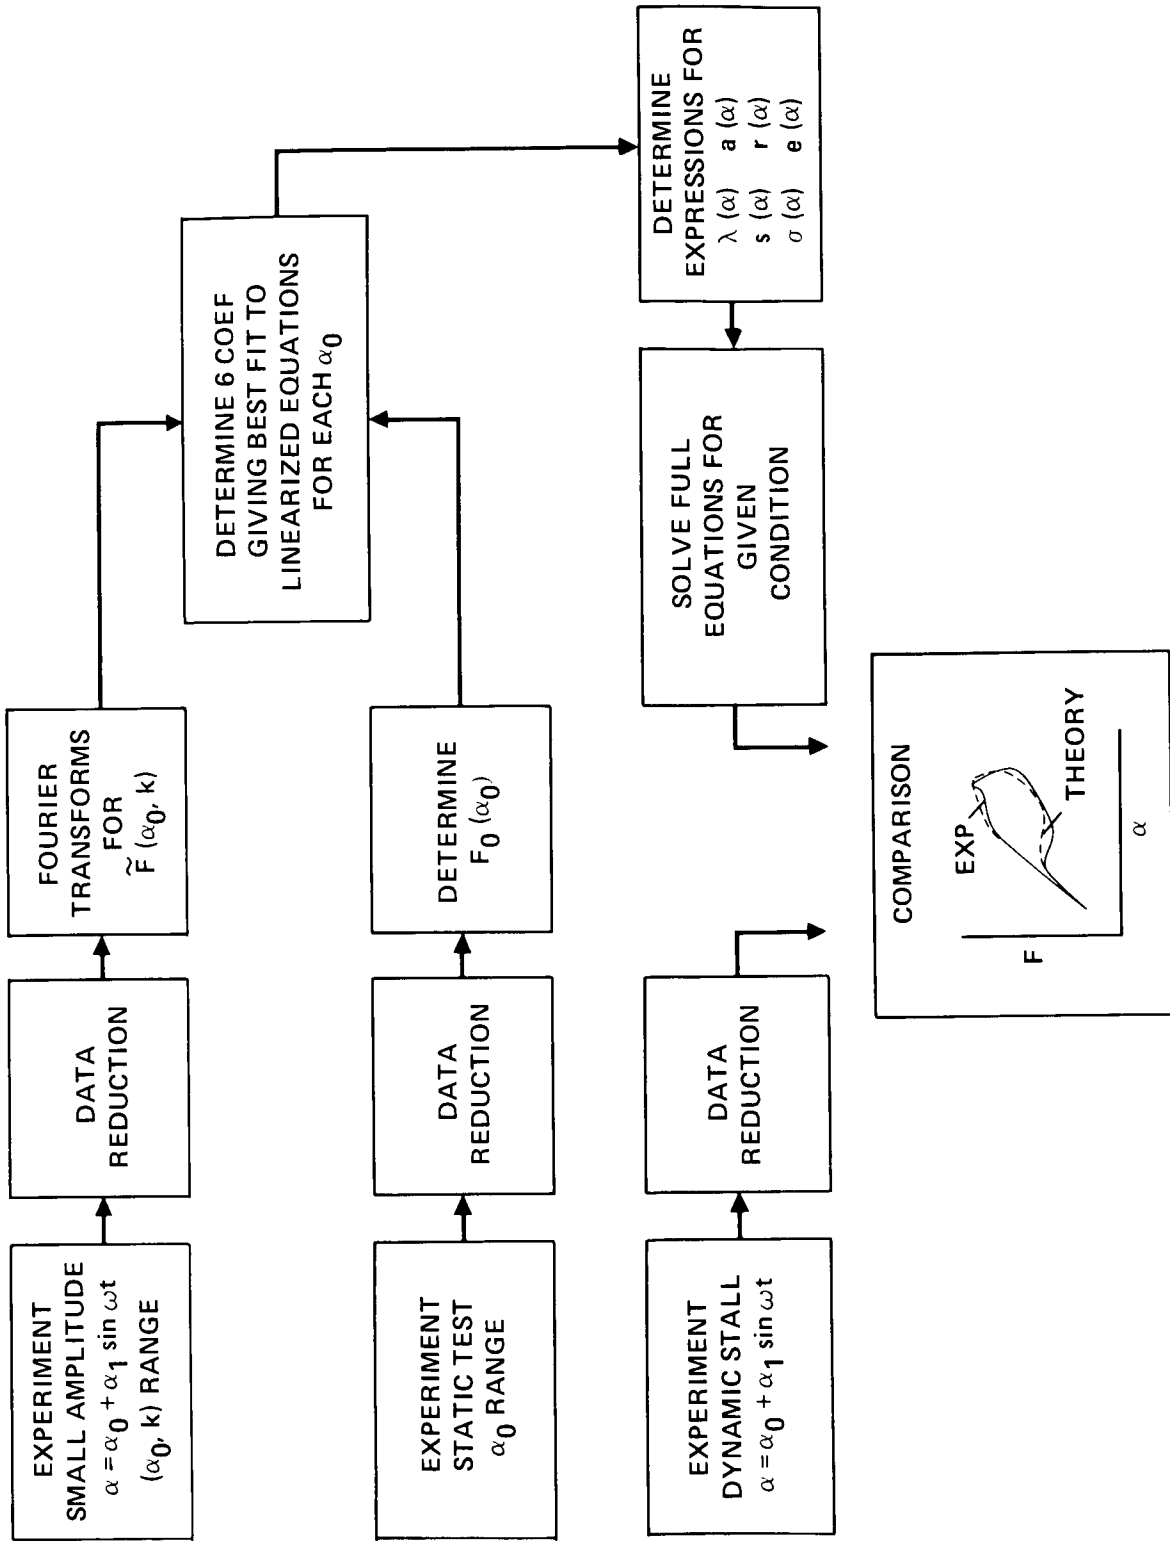 EXPERIMENT
SMALL AMPLITUDE
α = α₀ + α₁ sin ωt
(α₀, k) RANGE
DATA
REDUCTION
FOURIER
TRANSFORMS
FOR
F̃ (α₀, k)
EXPERIMENT
STATIC TEST
α₀ RANGE
DATA
REDUCTION
DETERMINE
F₀ (α₀)
DETERMINE 6 COEF
GIVING BEST FIT TO
LINEARIZED EQUATIONS
FOR EACH α₀
DETERMINE
EXPRESSIONS FOR
λ (α) a (α)
s (α) r (α)
σ (α) e (α)
SOLVE FULL
EQUATIONS FOR
GIVEN
CONDITION
EXPERIMENT
DYNAMIC STALL
α = α₀ + α₁ sin ωt
DATA
REDUCTION
COMPARISON
EXP
F
THEORY
α